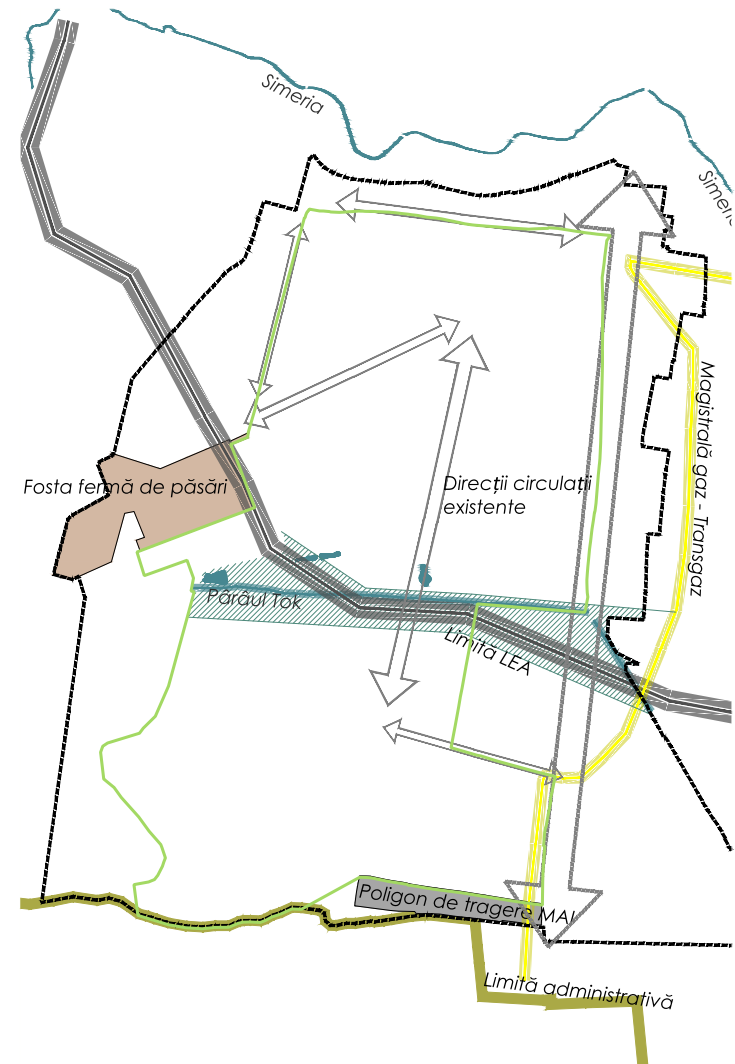 Simeria
Simeria
Magistrală gaz - Transgaz
Fosta fermă de păsări
Direcții circulații
existente
Pârâul Tok
Limită LEA
Poligon de tragere MAI
Limită administrativă